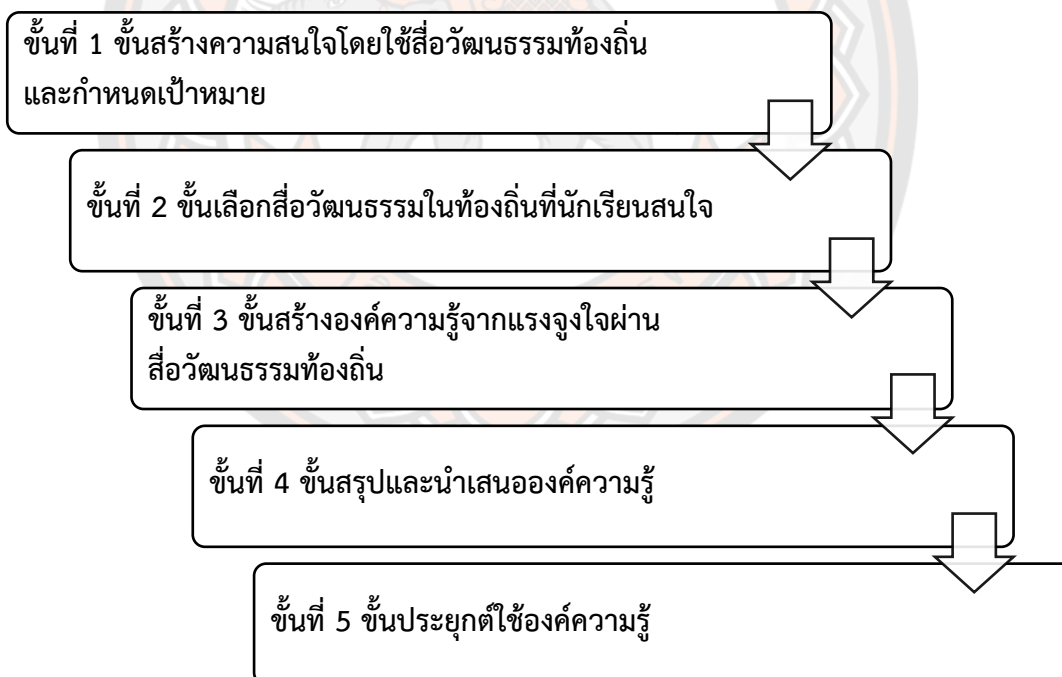 ขั้นที่ 1 ขั้นสร้างความสนใจโดยใช้สื่อวัฒนธรรมท้องถิ่น
และกำหนดเป้าหมาย
ขั้นที่ 2 ขั้นเลือกสื่อวัฒนธรรมในท้องถิ่นที่นักเรียนสนใจ
ขั้นที่ 3 ขั้นสร้างองค์ความรู้จากแรงจูงใจผ่าน
สื่อวัฒนธรรมท้องถิ่น
ขั้นที่ 4 ขั้นสรุปและนำเสนอองค์ความรู้
ขั้นที่ 5 ขั้นประยุกต์ใช้องค์ความรู้